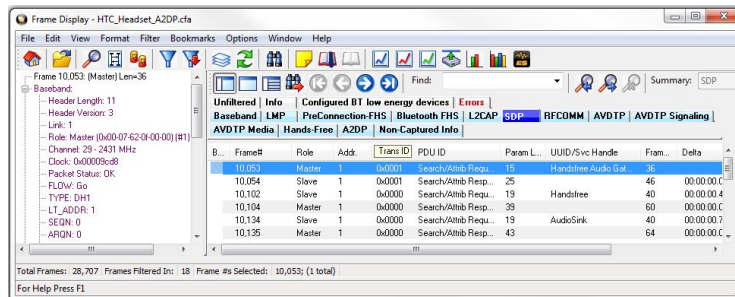 Frame Display - HTC_Headset_A2DP.cfa
File Edit View Format Filter Bookmarks Options Window Help
Find:
Summary: SDP
Unfiltered Info Configured BT low energy devices Errors
Baseband LMP PreConnection-FHS Bluetooth FHS L2CAP SDP RFCOMM AVDTP AVDTP Signaling
AVDTP Media Hands-Free A2DP Non-Captured Info
Frame 10,053: (Master) Len=36
Baseband:
Header Length: 11
Header Version: 3
Link: 1
Role: Master (0x00-07-62-0f-00-00) (#1)
Channel: 29 - 2431 MHz
Clock: 0x00009cd8
Packet Status: OK
FLOW: Go
TYPE: DH1
LT_ADDR: 1
SEQN: 0
ARQN: 0
B... Frame# Role Addr. Trans ID PDU ID Param L... UUID/Svc Handle Fram... Delta
10,053 Master 1 0x0001 Search/Attrib Requ... 15 Handsfree Audio Gat... 36
10,054 Slave 1 0x0001 Search/Attrib Resp... 25 46 00:00:00.0
10,102 Slave 1 0x0000 Search/Attrib Requ... 19 Handsfree 40 00:00:00.4
10,104 Master 1 0x0000 Search/Attrib Resp... 39 60 00:00:00.0
10,134 Slave 1 0x0000 Search/Attrib Requ... 19 AudioSink 40 00:00:00.7
10,135 Master 1 0x0000 Search/Attrib Resp... 43 64 00:00:00.0
Total Frames: 28,707 Frames Filtered In: 18 Frame #s Selected: 10,053; (1 total)
For Help Press F1